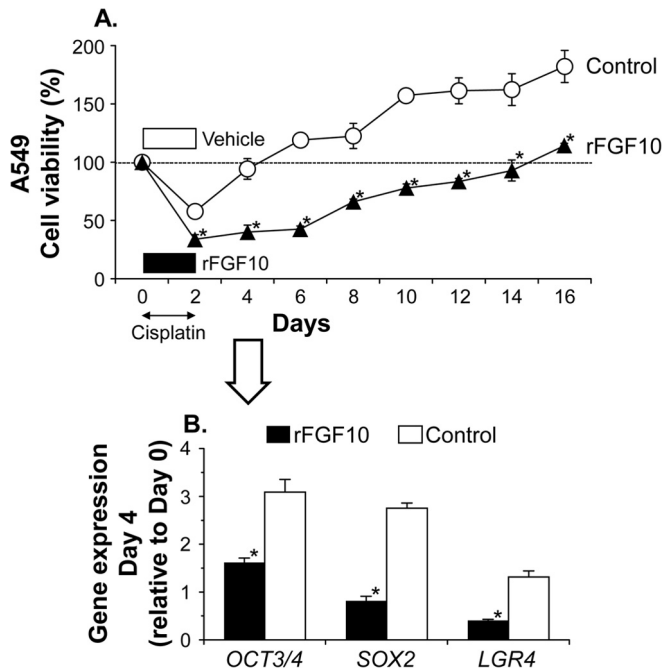 A.
200
150
100
50
0
A549
Cell viability (%)
Control
Vehicle
rFGF10
* * * * * * * *
rFGF10
0 2 4 6 8 10 12 14 16
Cisplatin
Days
B.
rFGF10 Control
4
3
2
1
0
Gene expression
Day 4
(relative to Day 0)
* * *
OCT3/4 SOX2 LGR4